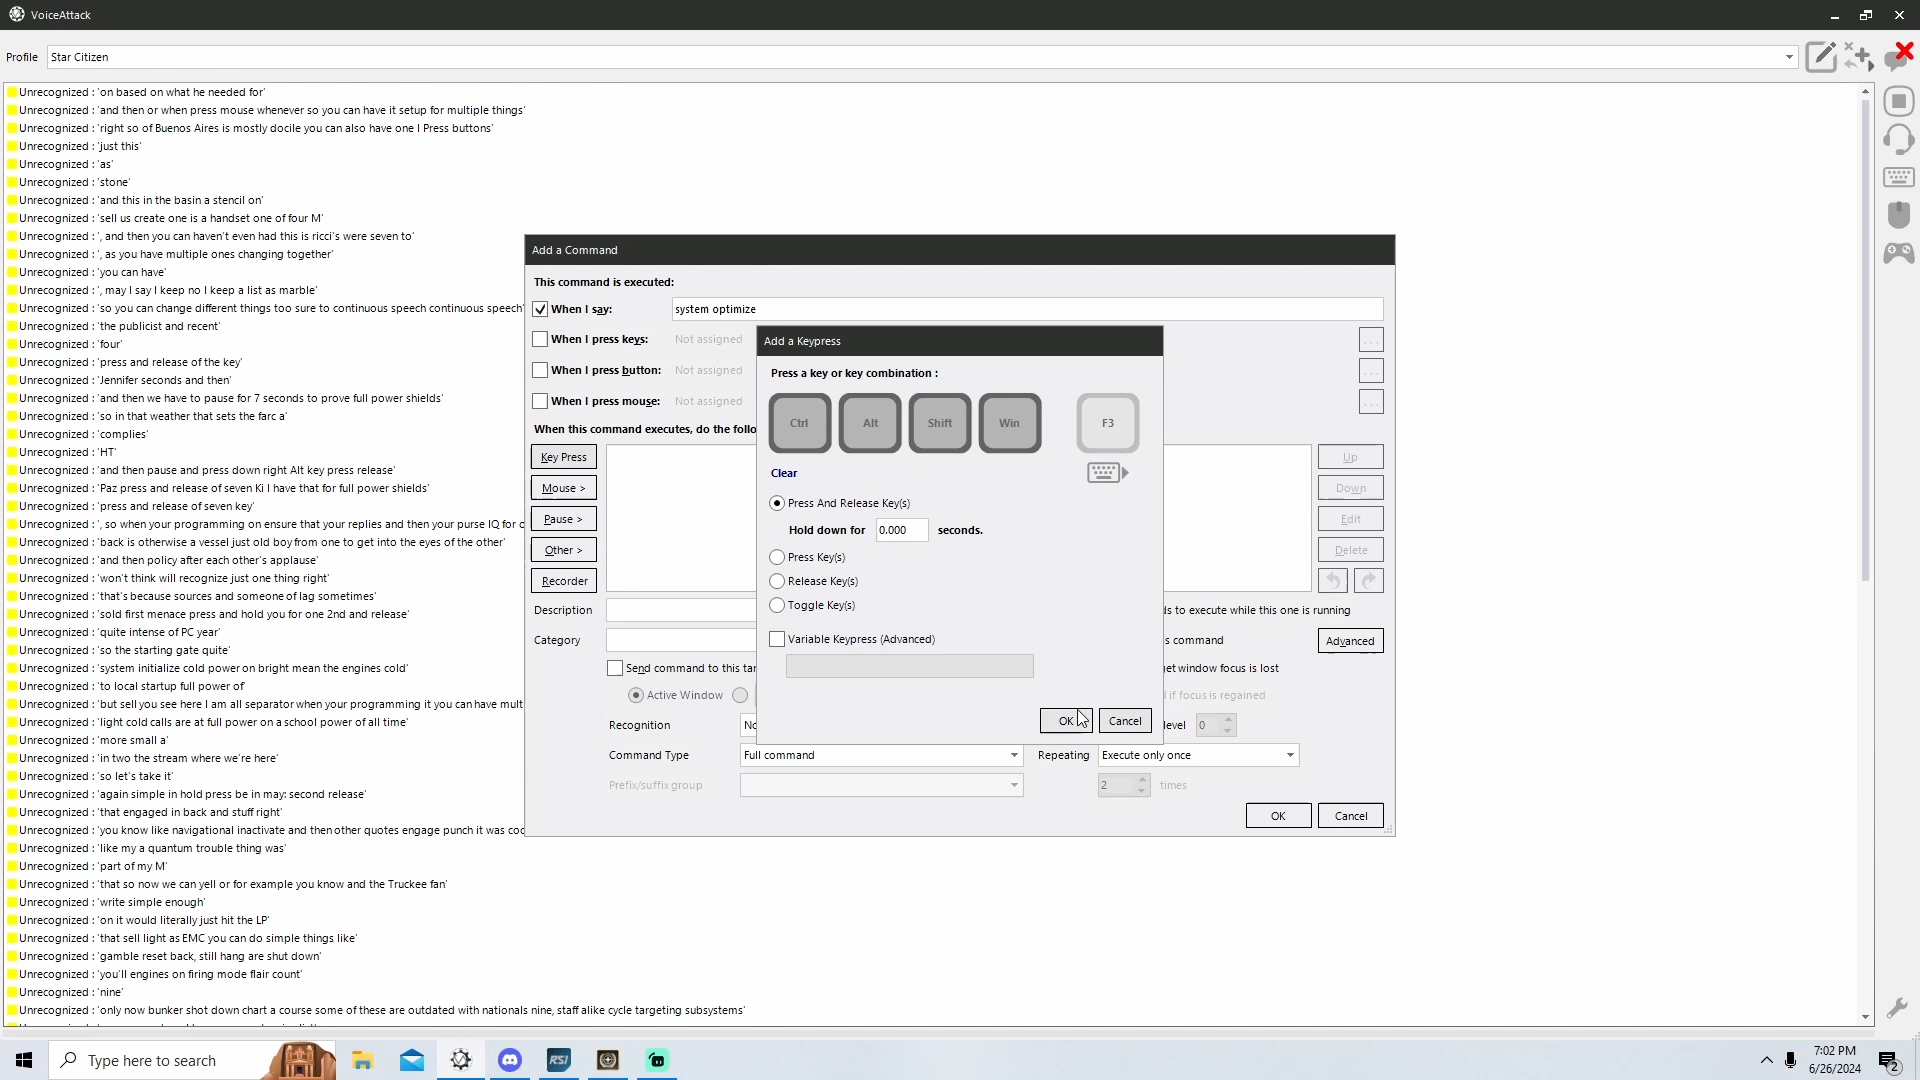 VoiceAttack
Profile Star Citizen
Unrecognized : 'on based on what he needed for'
Unrecognized : 'and then or when press mouse whenever so you can have it setup for multiple things'
Unrecognized : 'right so of Buenos Aires is mostly docile you can also have one I Press buttons'
Unrecognized : 'just this'
Unrecognized : 'as'
Unrecognized : 'stone'
Unrecognized : 'and this in the basin a stencil on'
Unrecognized : 'sell us create one is a handset one of four M'
Unrecognized : ', and then you can haven't even had this is ricci's were seven to'
Unrecognized : ', as you have multiple ones changing together'
Unrecognized : 'you can have'
Unrecognized : ', may I say I keep no I keep a list as marble'
Unrecognized : 'so you can change different things too sure to continuous speech continuous speech'
Unrecognized : 'the publicist and recent'
Unrecognized : 'four'
Unrecognized : 'press and release of the key'
Unrecognized : 'Jennifer seconds and then'
Unrecognized : 'and then we have to pause for 7 seconds to prove full power shields'
Unrecognized : 'so in that weather that sets the farc a'
Unrecognized : 'complies'
Unrecognized : 'HT'
Unrecognized : 'and then pause and press down right Alt key press release'
Unrecognized : 'Paz press and release of seven Ki I have that for full power shields'
Unrecognized : 'press and release of seven key'
Unrecognized : ', so when your programming on ensure that your replies and then your purse IQ for c
Unrecognized : 'back is otherwise a vessel just old boy from one to get into the eyes of the other'
Unrecognized : 'and then policy after each other's applause'
Unrecognized : 'won't think will recognize just one thing right'
Unrecognized : 'that's because sources and someone of lag sometimes'
Unrecognized : 'sold first menace press and hold you for one 2nd and release'
Unrecognized : 'quite intense of PC year'
Unrecognized : 'so the starting gate quite'
Unrecognized : 'system initialize cold power on bright mean the engines cold'
Unrecognized : 'to local startup full power of'
Unrecognized : 'but sell you see here I am all separator when your programming it you can have mult
Unrecognized : 'light cold calls are at full power on a school power of all time'
Unrecognized : 'more small a'
Unrecognized : 'in two the stream where we're here'
Unrecognized : 'so let's take it'
Unrecognized : 'again simple in hold press be in may: second release'
Unrecognized : 'that engaged in back and stuff right'
Unrecognized : 'you know like navigational inactivate and then other quotes engage punch it was coo
Unrecognized : 'like my a quantum trouble thing was'
Unrecognized : 'part of my M'
Unrecognized : 'that so now we can yell or for example you know and the Truckee fan'
Unrecognized : 'write simple enough'
Unrecognized : 'on it would literally just hit the LP'
Unrecognized : 'that sell light as EMC you can do simple things like'
Unrecognized : 'gamble reset back, still hang are shut down'
Unrecognized : 'you'll engines on firing mode flair count'
Unrecognized : 'nine'
Unrecognized : 'only now bunker shot down chart a course some of these are outdated with nationals nine, staff alike cycle targeting subsystems'
Add a Command
This command is executed:
When I say: system optimize
When I press keys: Not assigned ...
When I press button: Not assigned ...
When I press mouse: Not assigned ...
When this command executes, do the follo
Key Press
Mouse >
Pause >
Other >
Recorder
Up
Down
Edit
Delete
Description
ds to execute while this one is running
Category
s command
Advanced
Send command to this tar
get window focus is lost
Active Window
d if focus is regained
Recognition No
level 0
Command Type Full command Repeating Execute only once
Prefix/suffix group 2 times
OK Cancel
Add a Keypress
Press a key or key combination :
Ctrl Alt Shift Win F3
Clear
Press And Release Key(s)
Hold down for 0.000 seconds.
Press Key(s)
Release Key(s)
Toggle Key(s)
Variable Keypress (Advanced)
OK Cancel
Type here to search
RSI
7:02 PM
6/26/2024
2